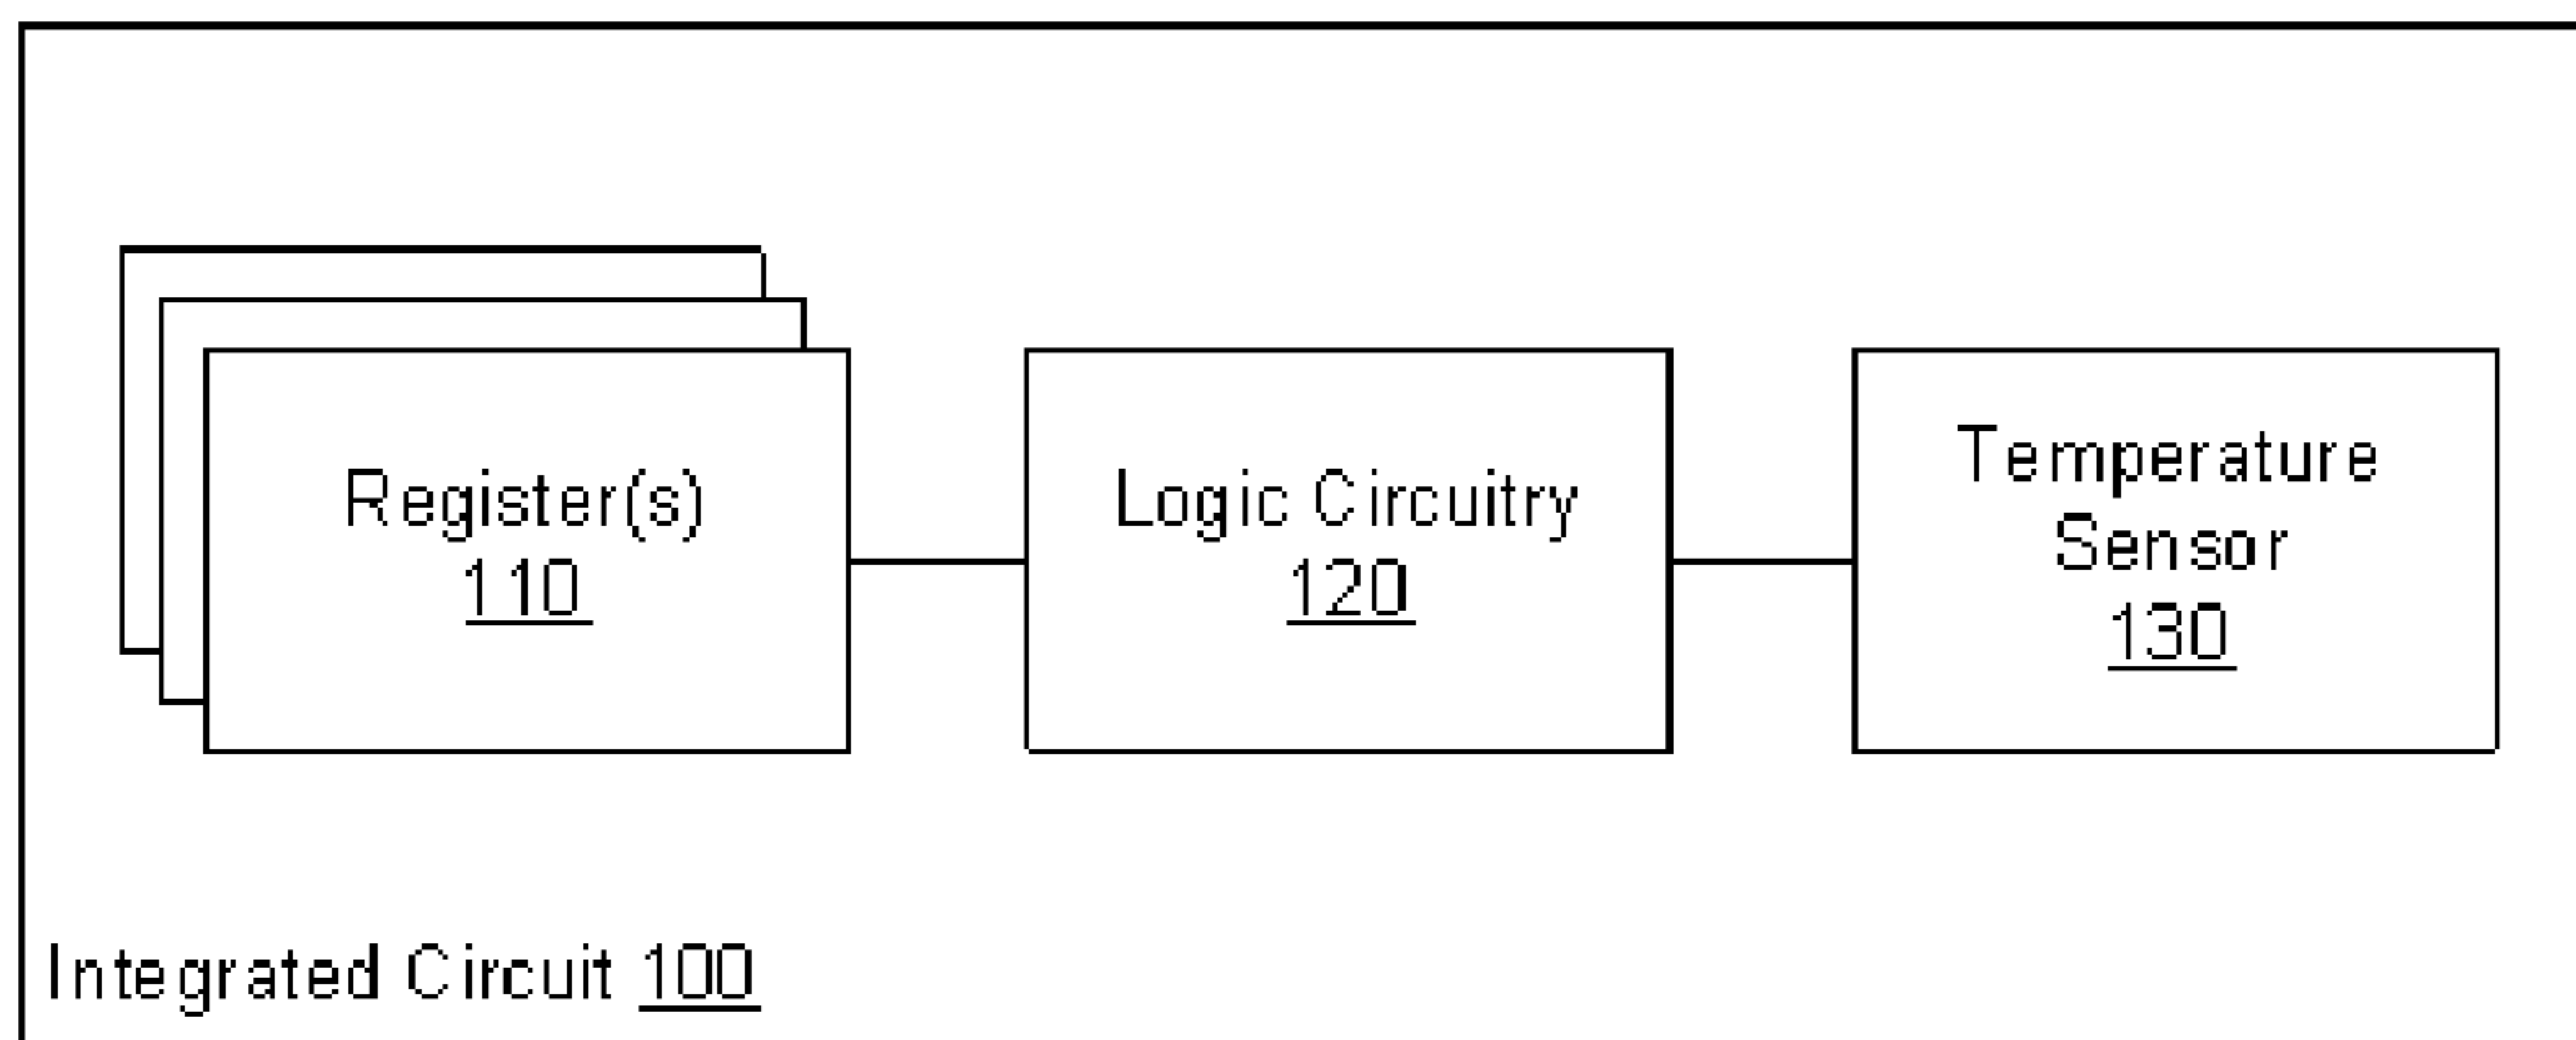 Register(s)
110
Logic Circuitry
120
Temperature
Sensor
130
Integrated Circuit 100